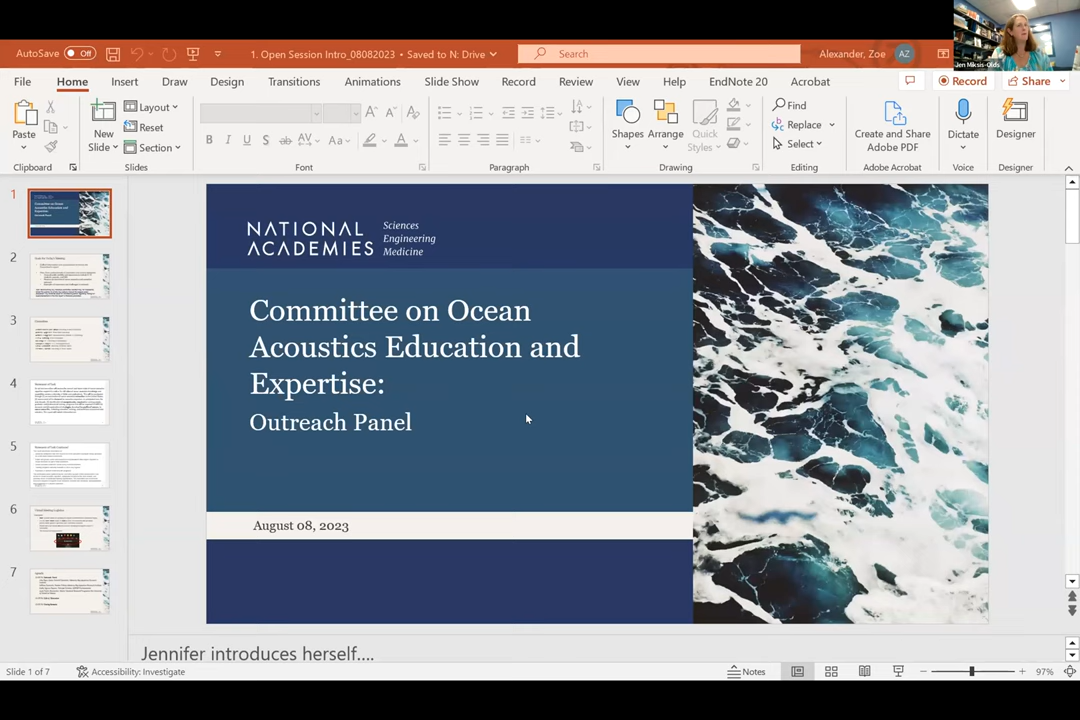 AutoSave
Off
1. Open Session Intro_08082023 • Saved to N: Drive
Search
Alexander, Zoe
AZ
Jen Miksis-Olds
File
Home
Insert
Draw
Design
Transitions
Animations
Slide Show
Record
Review
View
Help
EndNote 20
Acrobat
Record
Share
Paste
New
Slide
Layout
Reset
Section
Shapes
Arrange
Quick
Styles
Find
Replace
Select
Create and Share
Adobe PDF
Dictate
Designer
Clipboard
Slides
Font
Paragraph
Drawing
Editing
Adobe Acrobat
Voice
Designer
1
2
3
4
5
6
7
NATIONAL
ACADEMIES
Sciences
Engineering
Medicine
Committee on Ocean
Acoustics Education and
Expertise:
Outreach Panel
August 08, 2023
Jennifer introduces herself....
Slide 1 of 7
Accessibility: Investigate
Notes
97%